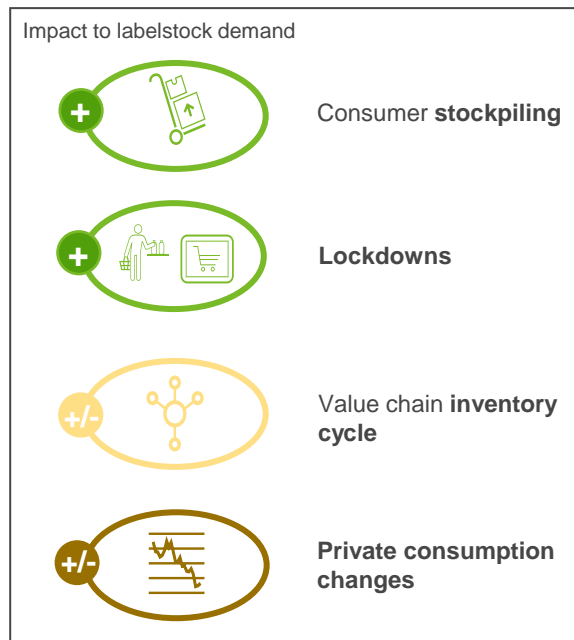 Impact to labelstock demand
+
Consumer stockpiling
+
Lockdowns
+/-
Value chain inventory
cycle
+/-
Private consumption
changes